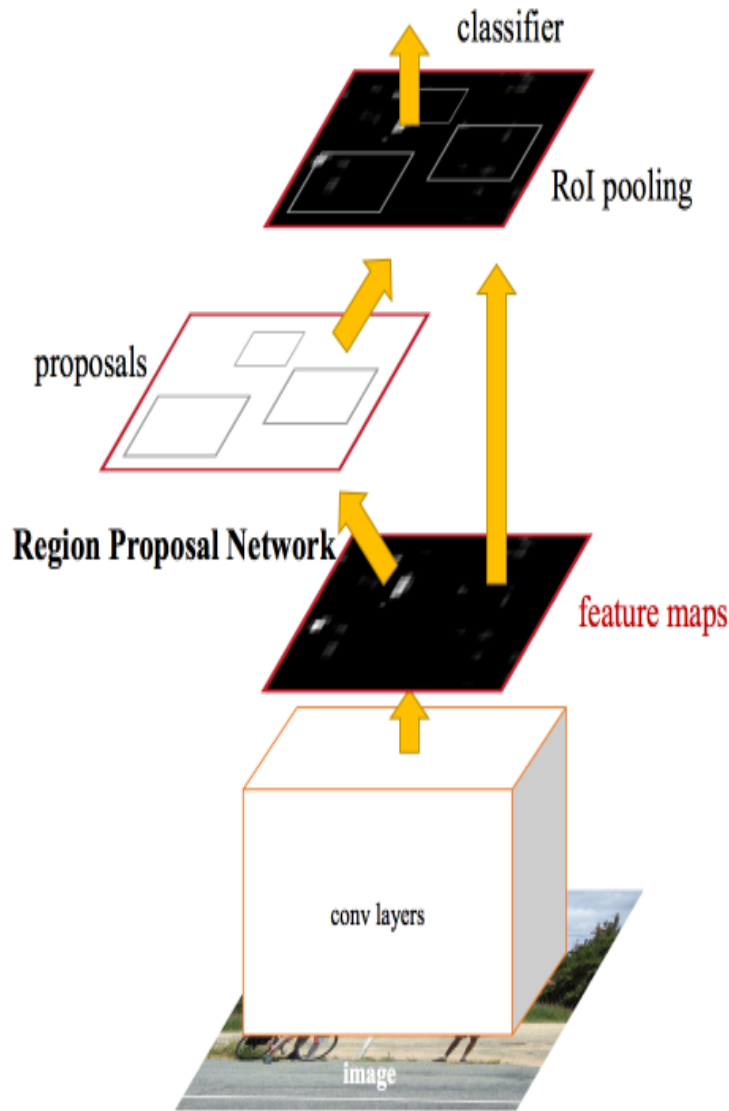 classifier
RoI pooling
proposals
Region Proposal Network
feature maps
conv layers
image